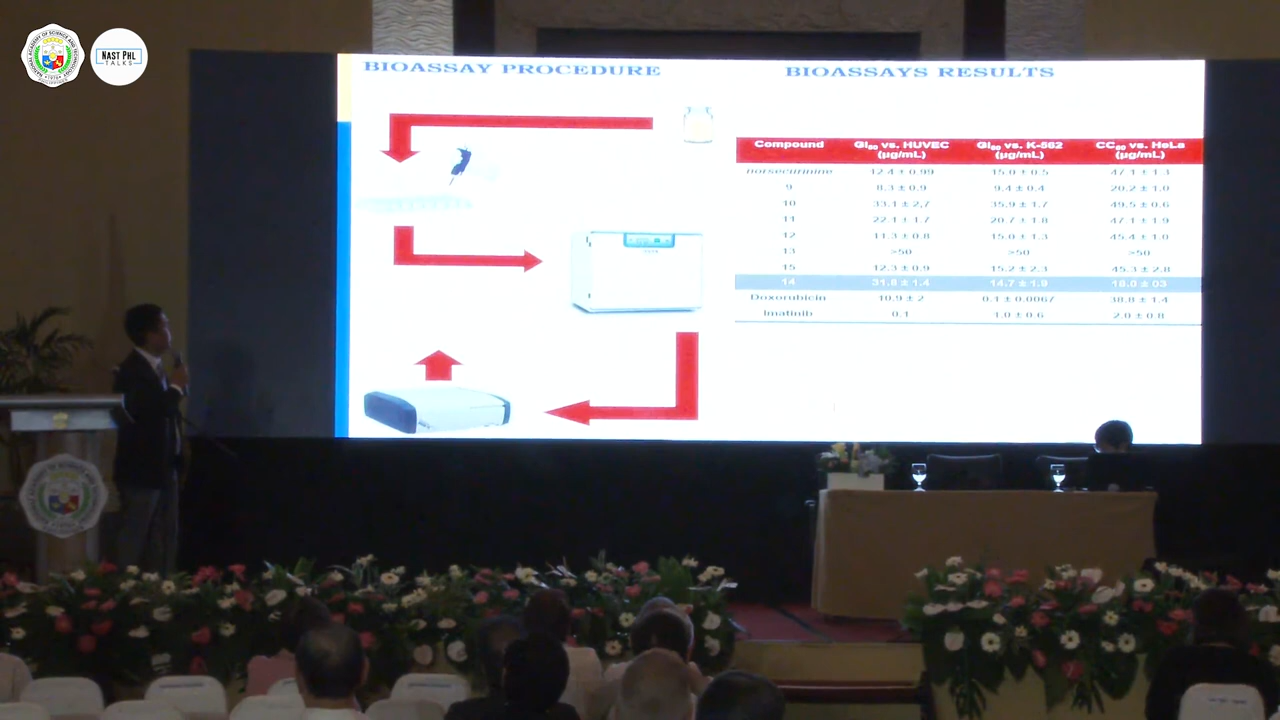 NAST PHL
TALKS
BIOASSAY PROCEDURE
BIOASSAYS RESULTS
Compound GI₅₀ vs. HUVEC (µg/mL) GI₅₀ vs. K-562 (µg/mL) CC₅₀ vs. HeLa (µg/mL)
norsecurinine 12.4 ± 0.99 15.0 ± 0.5 47.1 ± 1.3
9 8.3 ± 0.9 9.4 ± 0.4 20.2 ± 1.0
10 33.1 ± 2,7 35.9 ± 1.7 49.5 ± 0.6
11 22.1 ± 1.7 20.7 ± 1.8 47.1 ± 1.9
12 11.3 ± 0.8 15.0 ± 1.3 45.4 ± 1.0
13 >50 >50 >50
15 12.3 ± 0.9 15.2 ± 2.3 45.3 ± 2.8
14 31.8 ± 1.4 14.7 ± 1.9 18.0 ± 03
Doxorubicin 10.9 ± 2 0.1 ± 0.0067 38.8 ± 1.4
Imatinib 0.1 1.0 ± 0.6 2.0 ± 0.8